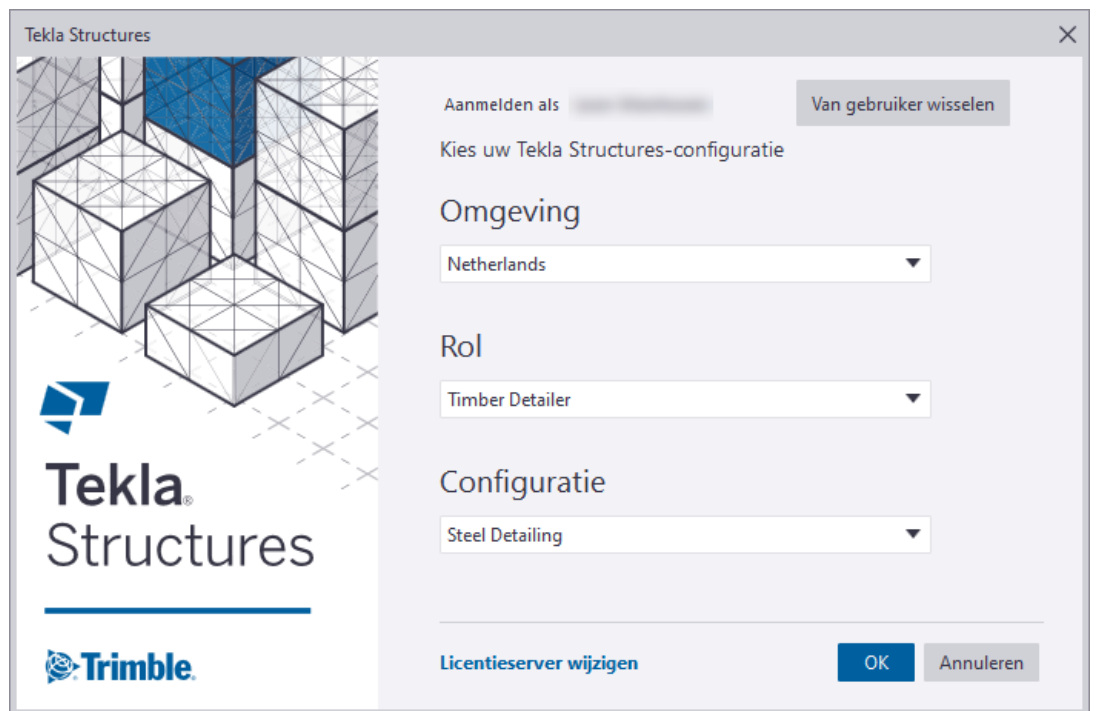 Tekla Structures
Aanmelden als
Van gebruiker wisselen
Kies uw Tekla Structures-configuratie
Omgeving
Netherlands
Rol
Timber Detailer
Configuratie
Steel Detailing
Licentieserver wijzigen
OK
Annuleren
Tekla®
Structures
Trimble.